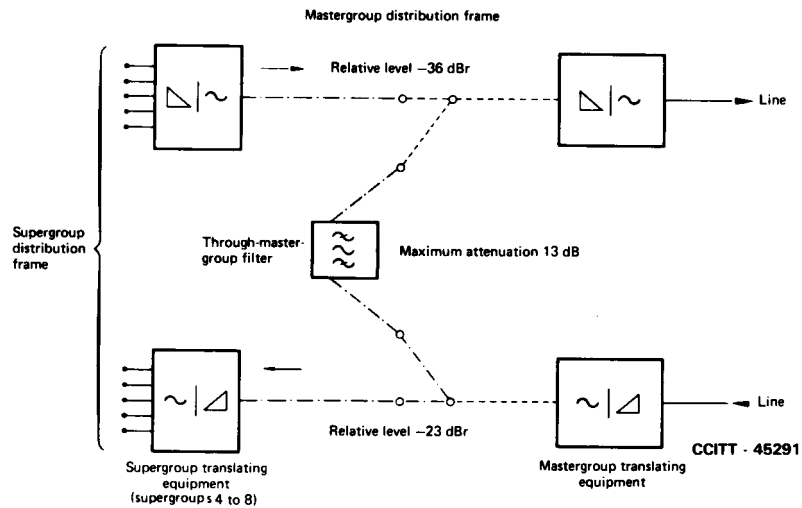 Mastergroup distribution frame
Relative level −36 dBr
Line
Supergroup
distribution
frame
Through-master-
group filter
Maximum attenuation 13 dB
Relative level −23 dBr
Line
CCITT - 45291
Supergroup translating
equipment
(supergroups 4 to 8)
Mastergroup translating
equipment